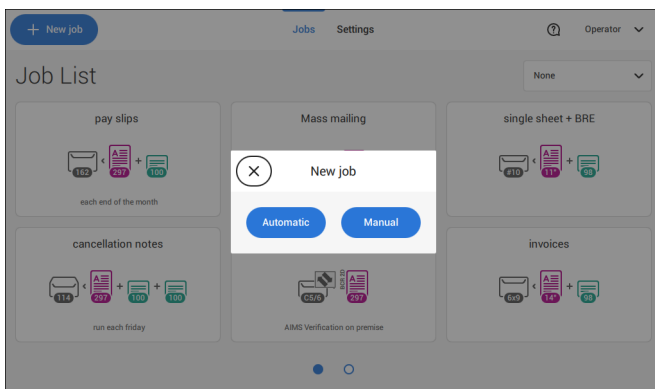 + New job
Jobs
Settings
Operator
Job List
None
pay slips
162
297
100
each end of the month
Mass mailing
single sheet + BRE
#10
11"
98
New job
Automatic
Manual
cancellation notes
114
297
100
100
run each friday
C5/6
BCR 2D
297
AIMS Verification on premise
invoices
6x9
14"
98